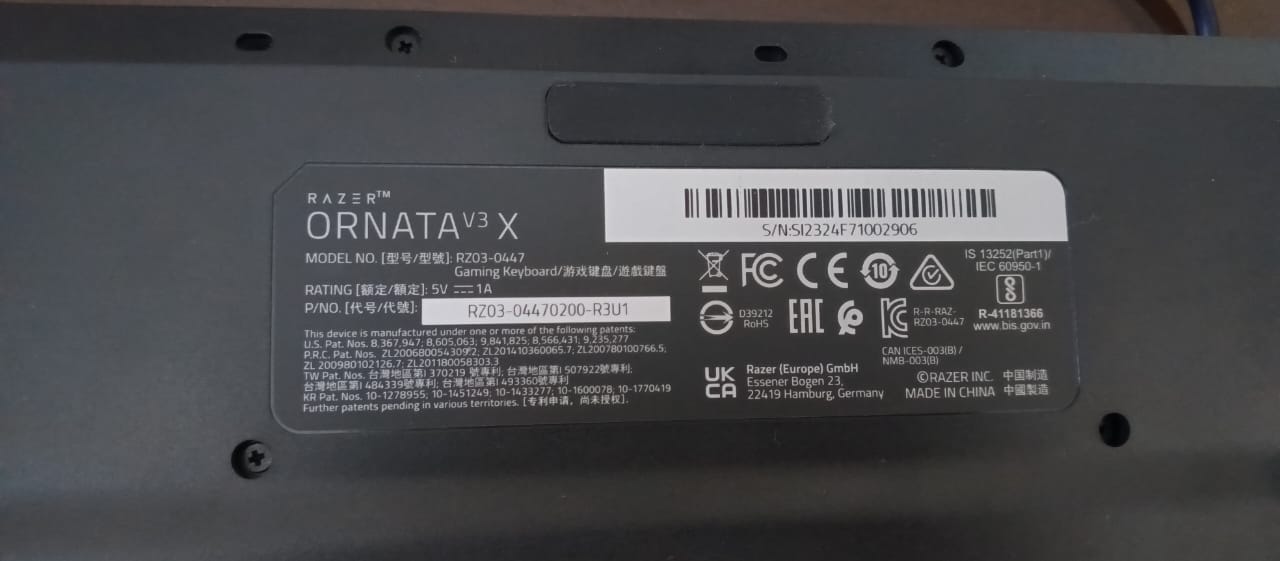 RAZER™
ORNATA V3 X
MODEL NO. [型号/型號]: RZ03-0447
Gaming Keyboard/游戏键盘/遊戲鍵盤
RATING [额定/額定]: 5V ⎓ 1A
P/NO. [代号/代號]: RZ03-04470200-R3U1
This device is manufactured under one or more of the following patents:
U.S. Pat. Nos. 8,367,947; 8,605,063; 9,841,825; 8,566,431; 9,235,277
P.R.C. Pat. Nos. ZL200680054309.2; ZL201410360065.7; ZL200780100766.5;
ZL 200980102126.7; ZL201180058303.3
TW Pat. Nos. 台灣地區第I 370219 號專利; 台灣地區第I 507922號專利;
台灣地區第I 484339號專利; 台灣地區第I 493360號專利
KR Pat. Nos. 10-1278955; 10-1451249; 10-1433277; 10-1600078; 10-1770419
Further patents pending in various territories. [专利申请，尚未授权].
S/N:SI2324F71002906
FC CE 10
IS 13252(Part1)/
IEC 60950-1
R-41181366
www.bis.gov.in
D39212
RoHS
EAC
R-R-RAZ-
RZ03-0447
CAN ICES-003(B) /
NMB-003(B)
UK
CA
Razer (Europe) GmbH
Essener Bogen 23,
22419 Hamburg, Germany
©RAZER INC. 中国制造
MADE IN CHINA 中國製造